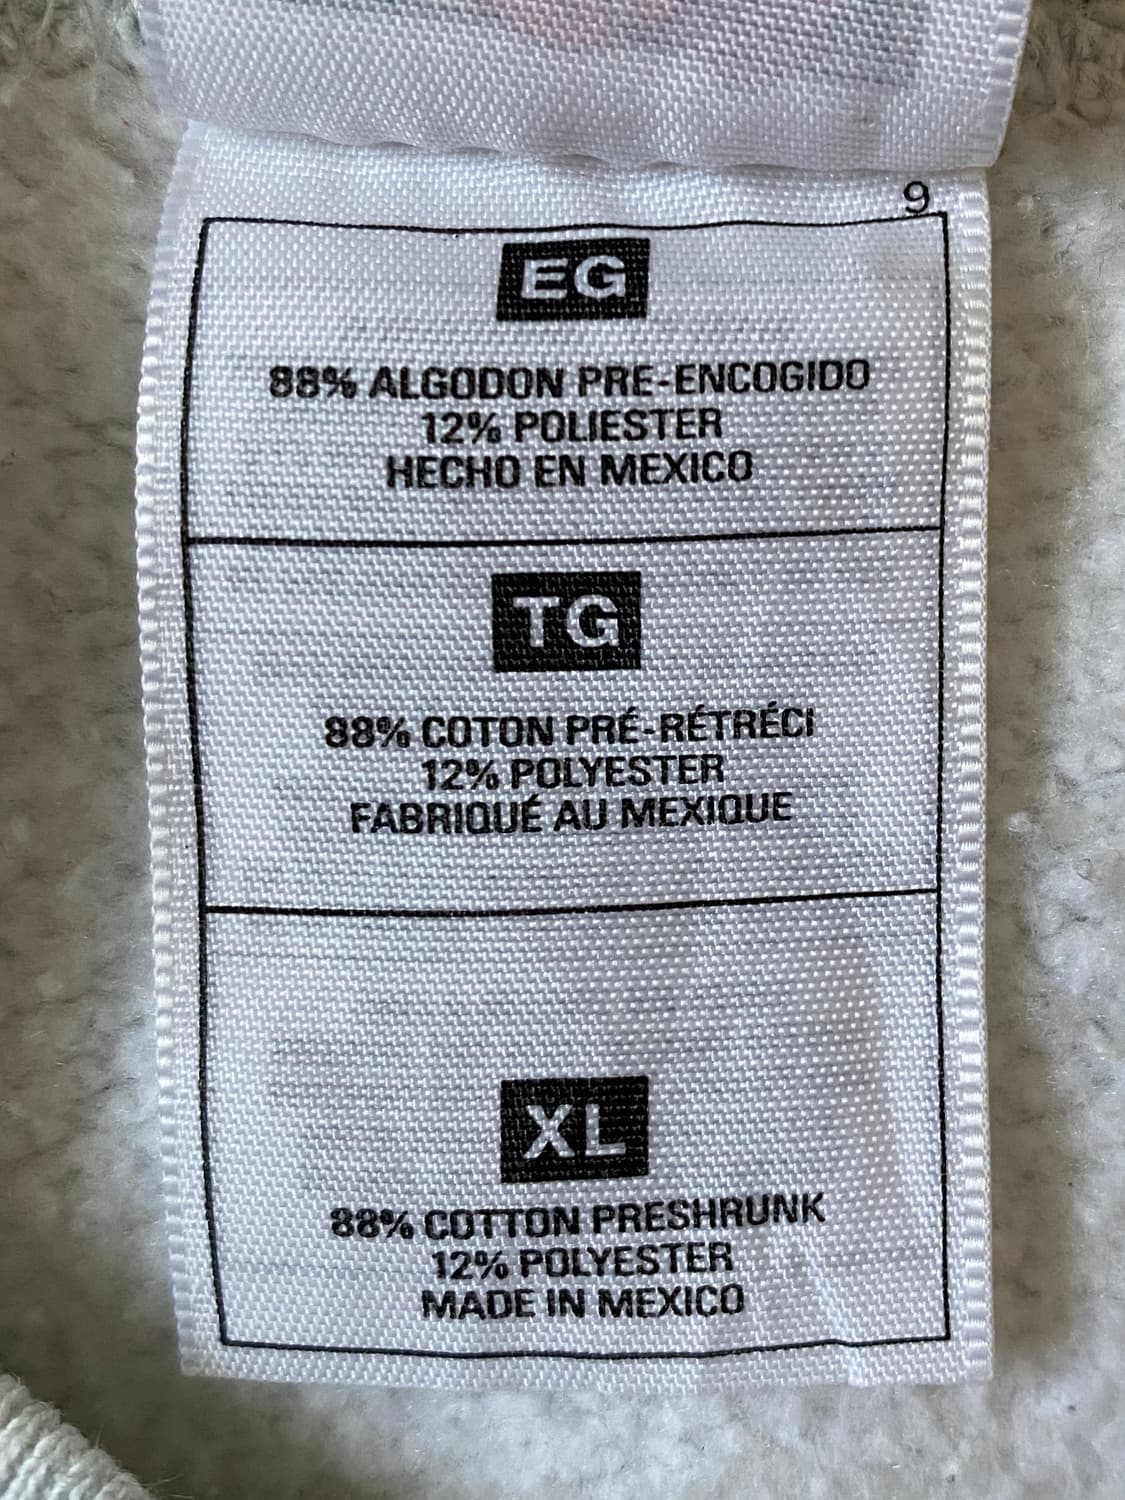 9
EG
88% ALGODON PRE-ENCOGIDO
12% POLIESTER
HECHO EN MEXICO
TG
88% COTON PRÉ-RÉTRÉCI
12% POLYESTER
FABRIQUÉ AU MEXIQUE
XL
88% COTTON PRESHRUNK
12% POLYESTER
MADE IN MEXICO